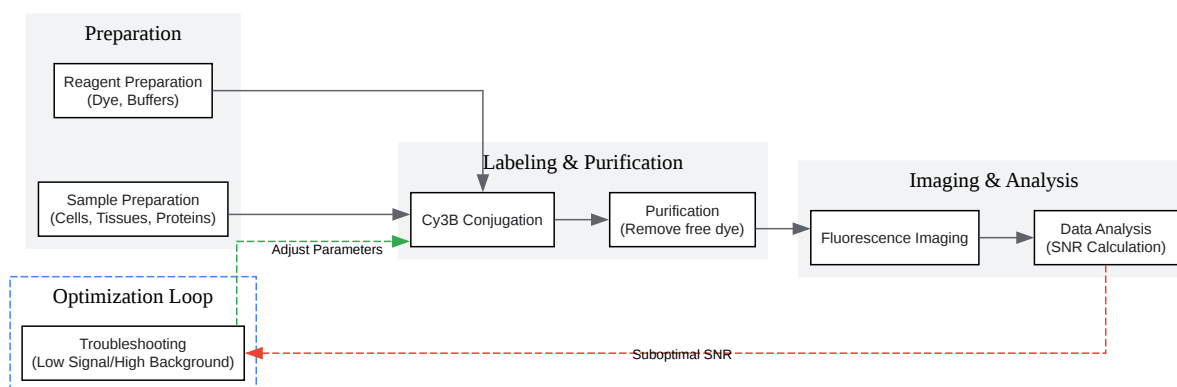 Preparation
Reagent Preparation
(Dye, Buffers)
Sample Preparation
(Cells, Tissues, Proteins)
Labeling & Purification
Cy3B Conjugation
Purification
(Remove free dye)
Imaging & Analysis
Fluorescence Imaging
Data Analysis
(SNR Calculation)
Adjust Parameters
Optimization Loop
Troubleshooting
(Low Signal/High Background)
Suboptimal SNR